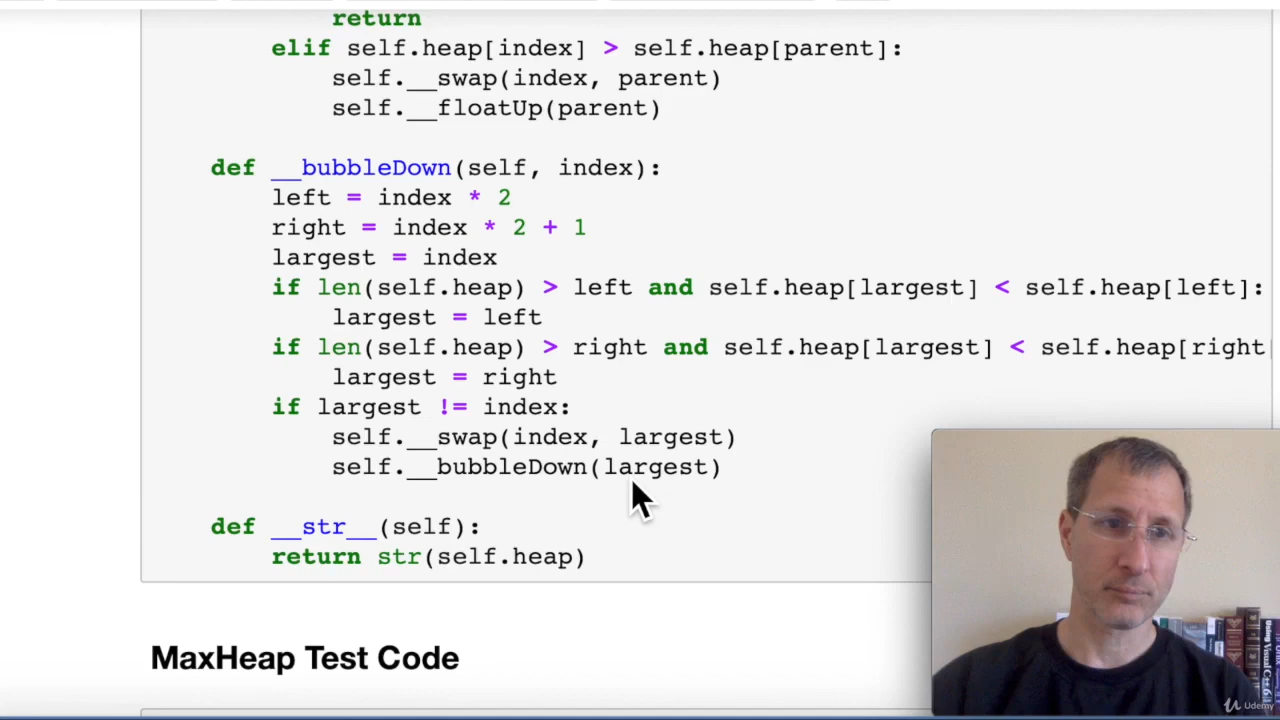 return
        elif self.heap[index] > self.heap[parent]:
            self.__swap(index, parent)
            self.__floatUp(parent)
    def __bubbleDown(self, index):
        left = index * 2
        right = index * 2 + 1
        largest = index
        if len(self.heap) > left and self.heap[largest] < self.heap[left]:
            largest = left
        if len(self.heap) > right and self.heap[largest] < self.heap[right
            largest = right
        if largest != index:
            self.__swap(index, largest)
            self.__bubbleDown(largest)
    def __str__(self):
        return str(self.heap)
MaxHeap Test Code
Using Visual C++ 6
Udemy